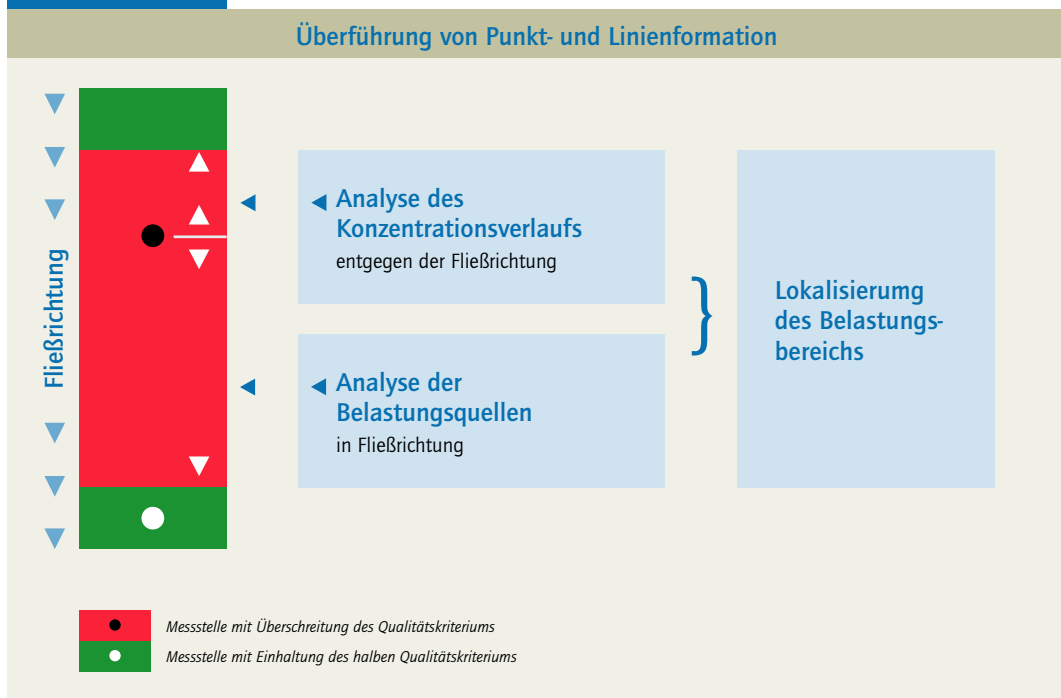 Überführung von Punkt- und Linienformation
Fließrichtung
Analyse des
Konzentrationsverlaufs
entgegen der Fließrichtung
Analyse der
Belastungsquellen
in Fließrichtung
Lokalisierumg
des Belastungs-
bereichs
Messstelle mit Überschreitung des Qualitätskriteriums
Messstelle mit Einhaltung des halben Qualitätskriteriums